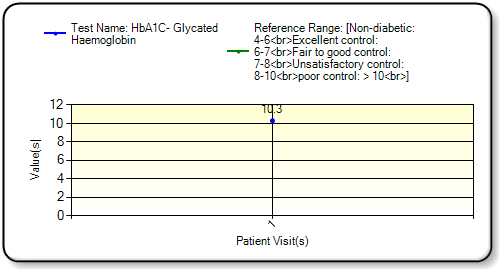 Test Name: HbA1C- Glycated
Haemoglobin
Reference Range: [Non-diabetic:
4-6<br>Excellent control:
6-7<br>Fair to good control:
7-8<br>Unsatisfactory control:
8-10<br>poor control: > 10<br>]
12
10
8
6
4
2
0
10.3
Value(s)
1
Patient Visit(s)